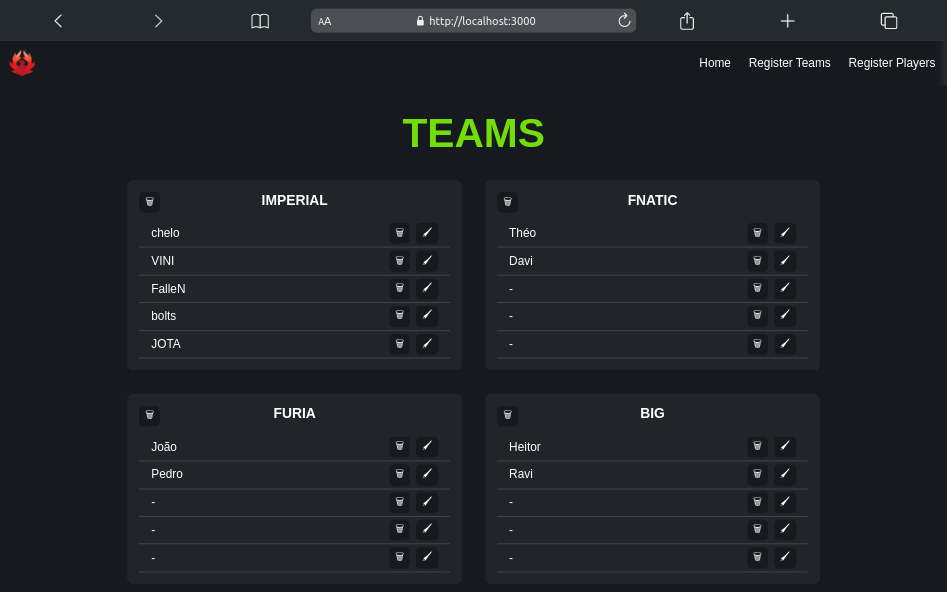 AA http://localhost:3000
Home Register Teams Register Players
TEAMS
IMPERIAL
chelo
VINI
FalleN
bolts
JOTA
FNATIC
Théo
Davi
-
-
-
FURIA
João
Pedro
-
-
-
BIG
Heitor
Ravi
-
-
-